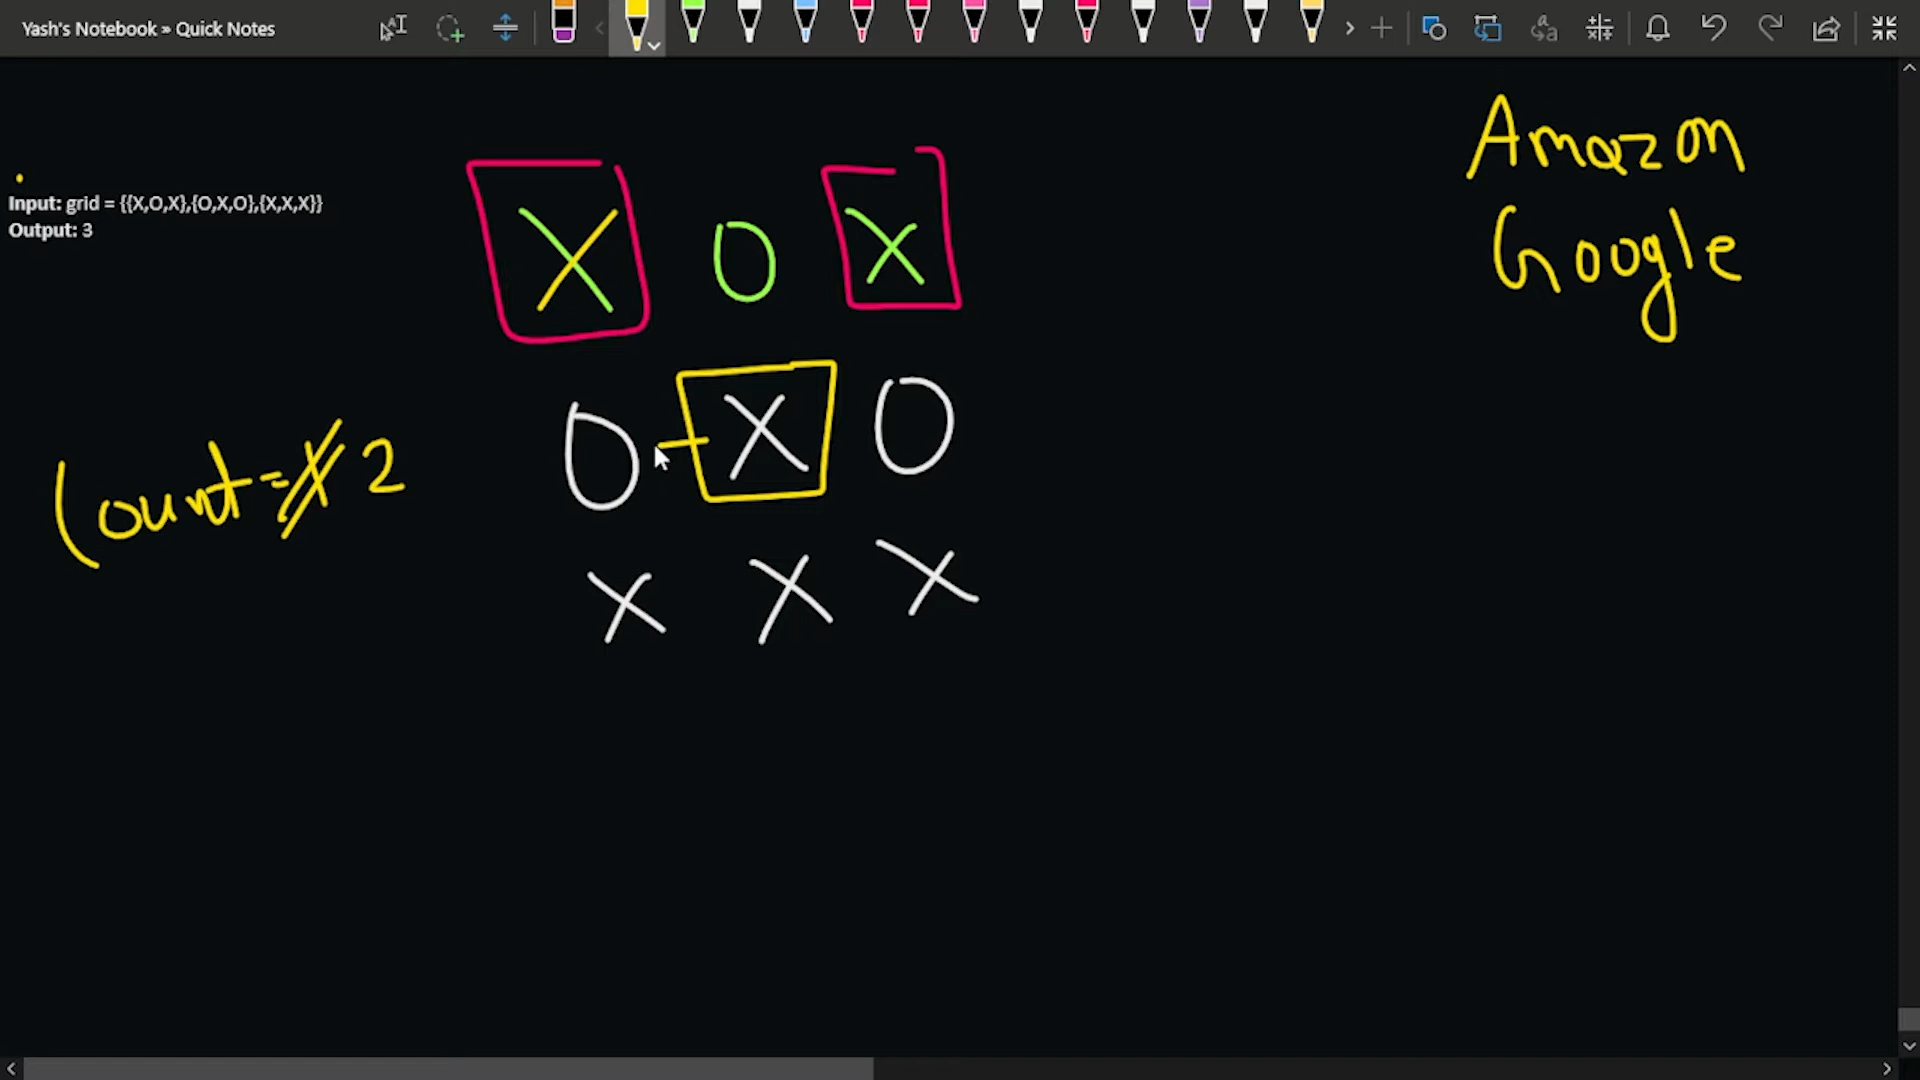 Yash's Notebook » Quick Notes
Amazon
Google
Input: grid = {{X,O,X},{O,X,O},{X,X,X}}
Output: 3
X O X
O X O
X X X
Count = 1 2